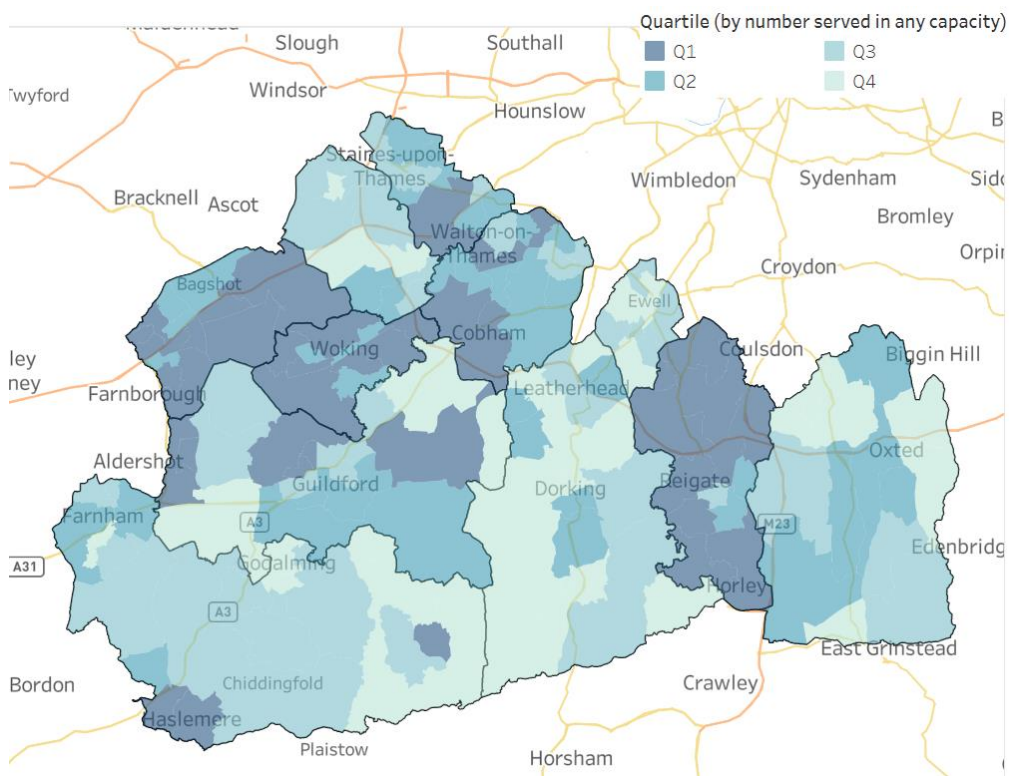 Quartile (by number served in any capacity)
Q1
Q3
Q2
Q4
Slough
Southall
Windsor
Twyford
Hounslow
Staines-upon-
Thames
Wimbledon
Sydenham
Bracknell
Ascot
Bromley
Walton-on-
Thames
Croydon
Bagshot
Ewell
Cobham
Woking
Coulsdon
Biggin Hill
ley
ney
Farnborough
Leatherhead
Oxted
Aldershot
Guildford
Dorking
Reigate
Farnham
A3
M23
A31
Godalming
Edenbridg
Horley
A3
East Grinstead
Bordon
Chiddingfold
Crawley
Haslemere
Plaistow
Horsham